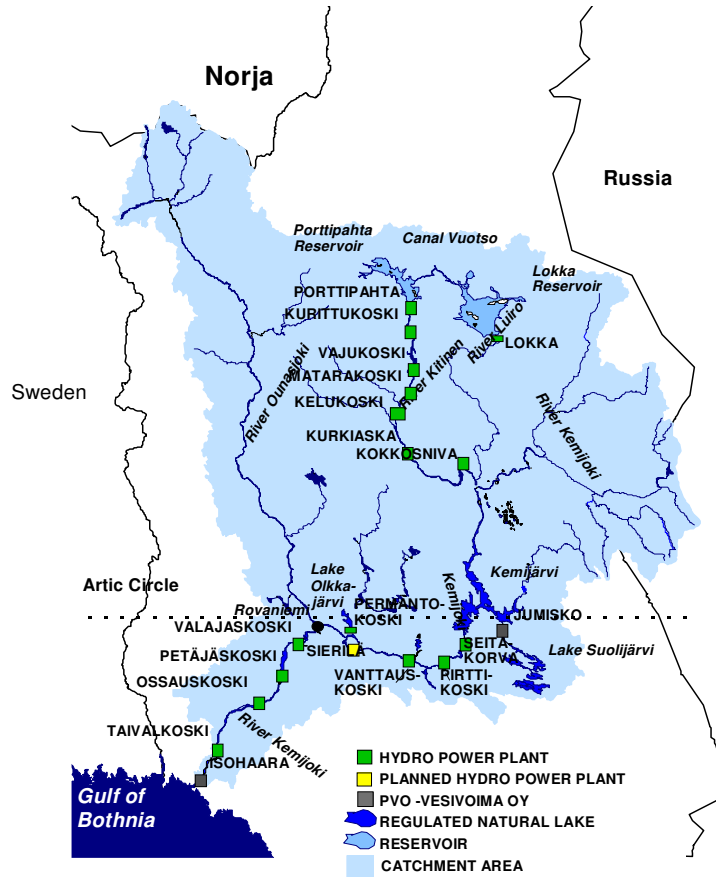 Norja
Russia
Sweden
Porttipahta
Reservoir
Canal Vuotso
Lokka
Reservoir
PORTTIPAHTA
KURITTUKOSKI
River Luiro
LOKKA
VAJUKOSKI
MATARAKOSKI
River Kitinen
KELUKOSKI
River Ounasjoki
KURKIASKA
KOKKOSNIVA
River Kemijoki
Artic Circle
Lake
Olkka-
järvi
Kemijärvi
Rovaniemi
PERMANTO-
KOSKI
Kemijoki
JUMISKO
VALAJASKOSKI
SIERILÄ
SEITA
KORVA
Lake Suolijärvi
PETÄJÄSKOSKI
VANTTAUS-
KOSKI
PIRTTI-
KOSKI
OSSAUSKOSKI
TAIVALKOSKI
River Kemijoki
ISOHAARA
Gulf of
Bothnia
HYDRO POWER PLANT
PLANNED HYDRO POWER PLANT
PVO -VESIVOIMA OY
REGULATED NATURAL LAKE
RESERVOIR
CATCHMENT AREA